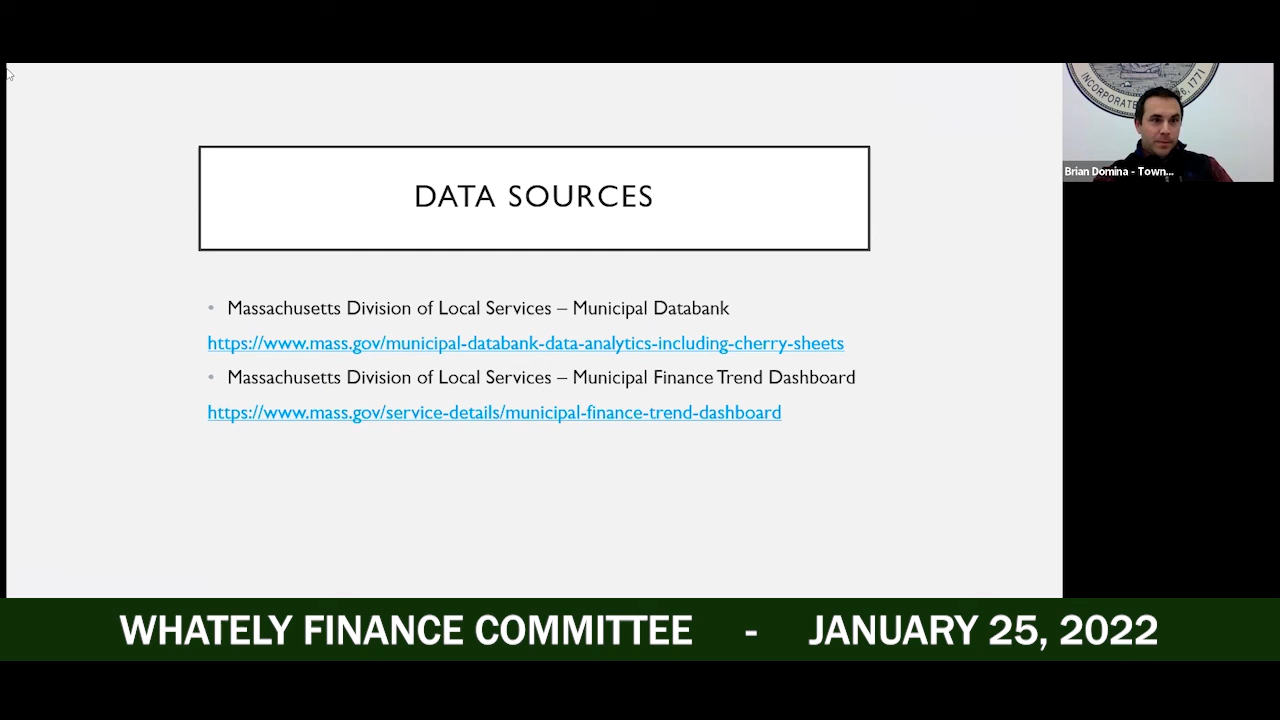 DATA SOURCES
• Massachusetts Division of Local Services – Municipal Databank
https://www.mass.gov/municipal-databank-data-analytics-including-cherry-sheets
• Massachusetts Division of Local Services – Municipal Finance Trend Dashboard
https://www.mass.gov/service-details/municipal-finance-trend-dashboard
INCORPORATE
1771
Brian Domina - Town...
WHATELY FINANCE COMMITTEE - JANUARY 25, 2022